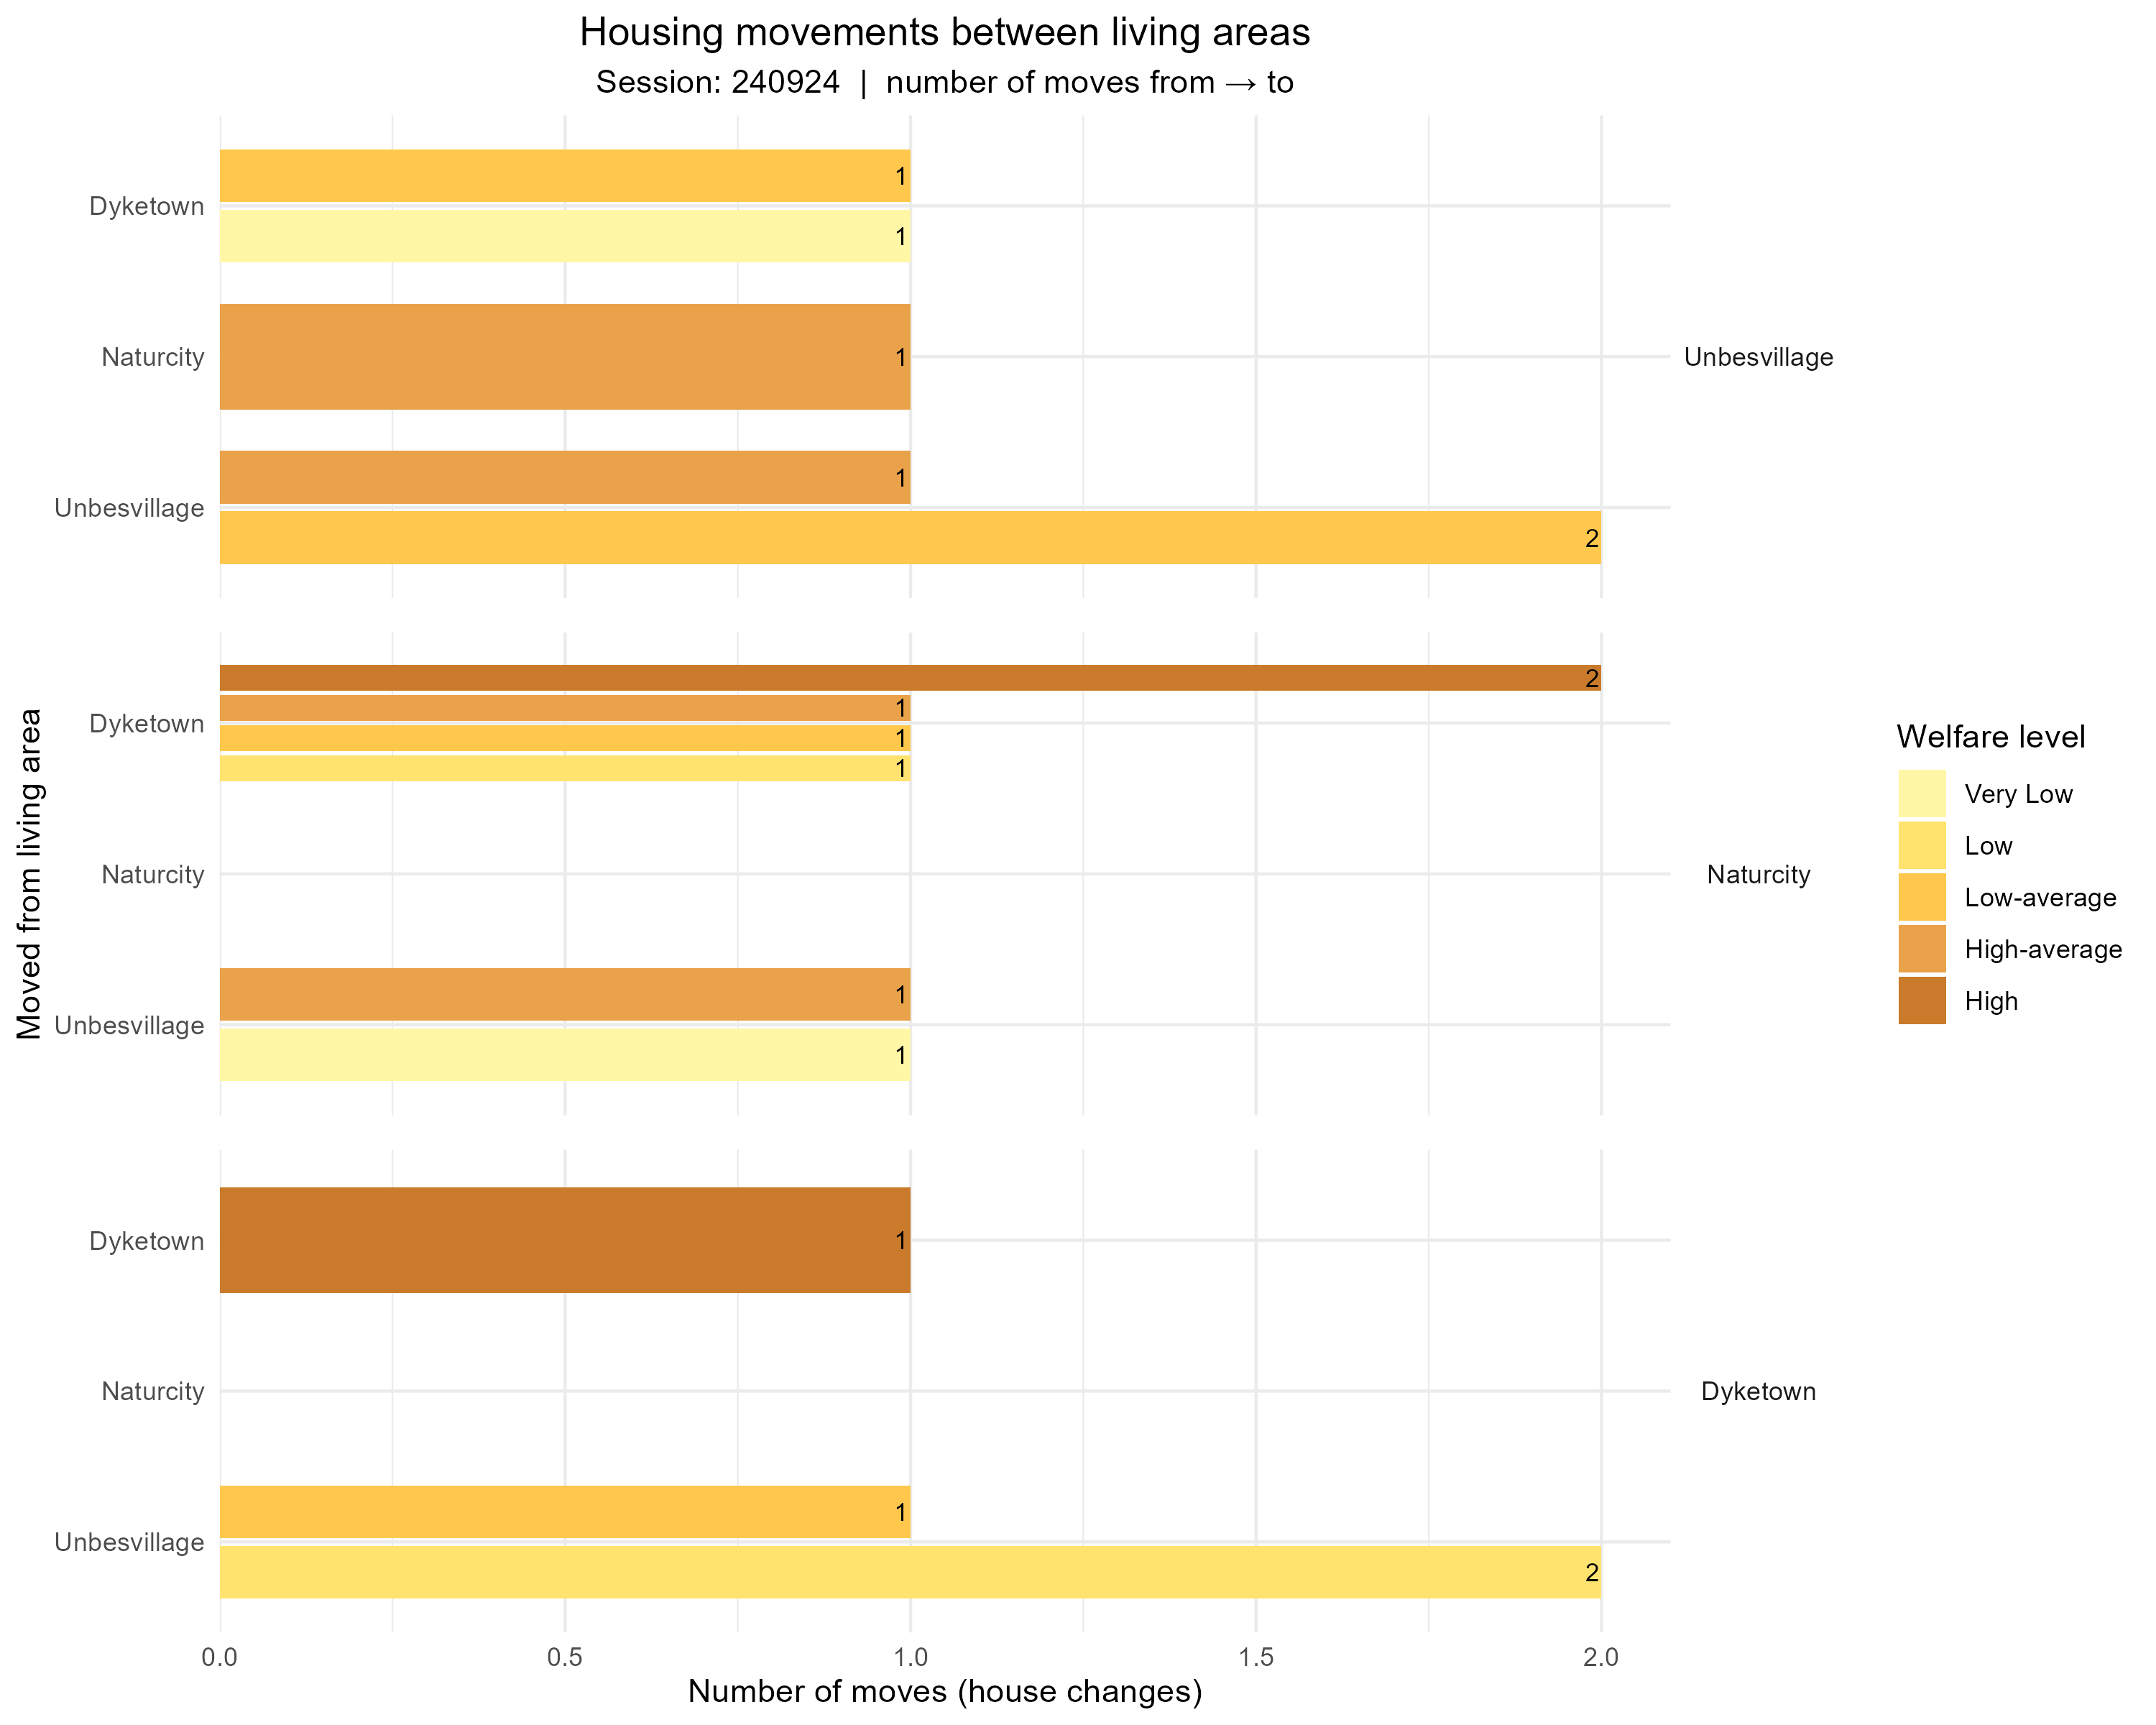 Housing movements between living areas
Session: 240924 | number of moves from → to
Dyketown
1
1
Naturcity
1
Unbesvillage
Unbesvillage
1
2
Dyketown
2
1
1
1
Naturcity
Naturcity
Unbesvillage
1
1
Dyketown
1
Naturcity
Dyketown
Unbesvillage
1
2
0.0 0.5 1.0 1.5 2.0
Number of moves (house changes)
Moved from living area
Welfare level
Very Low
Low
Low-average
High-average
High